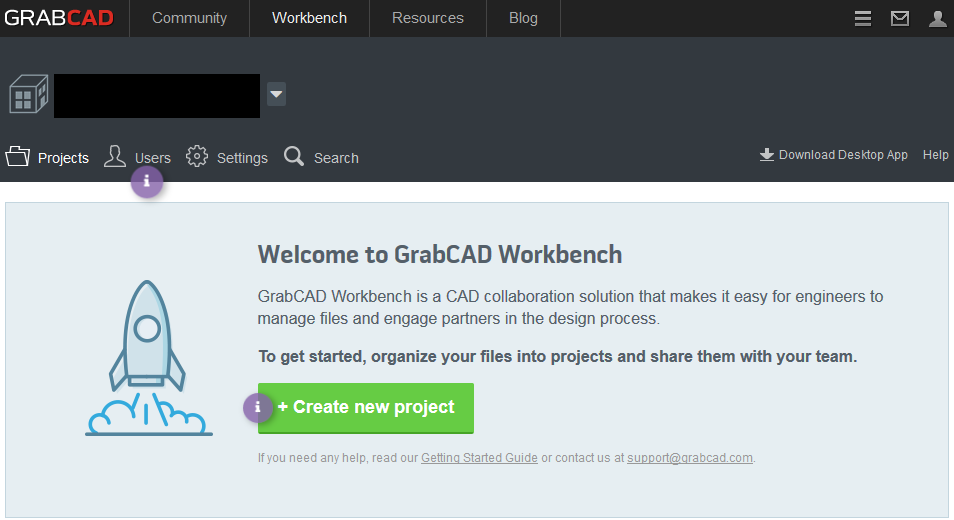 GRABCAD Community Workbench Resources Blog
Projects Users Settings Search Download Desktop App Help
i
Welcome to GrabCAD Workbench
GrabCAD Workbench is a CAD collaboration solution that makes it easy for engineers to
manage files and engage partners in the design process.
To get started, organize your files into projects and share them with your team.
i + Create new project
If you need any help, read our Getting Started Guide or contact us at support@grabcad.com.